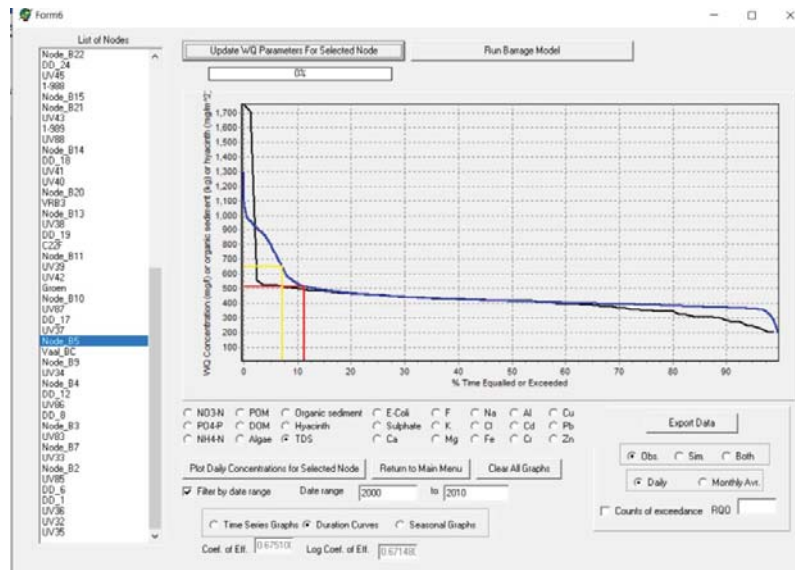 Form6
List of Nodes
Node_B22
DD_24
UV45
1-988
Node_B15
Node_B21
UV43
1-989
UV88
Node_B14
DD_18
UV41
UV40
Node_B20
VRB3
Node_B13
UV38
DD_19
C22F
Node_B11
UV39
UV42
Groen
Node_B10
UV87
DD_17
UV37
Node_B5
Vaal_BC
Node_B9
UV34
Node_B4
DD_12
UV86
DD_8
Node_B3
UV83
Node_B7
UV33
Node_B2
UV85
DD_6
DD_1
UV36
UV32
UV35
Update WQ Parameters For Selected Node
Run Barrage Model
0%
WQ Concentration (mg/l) or organic sediment (kg) or hyacinth (mg/m^2)
1,700
1,600
1,500
1,400
1,300
1,200
1,100
1,000
900
800
700
600
500
400
300
200
100
0 10 20 30 40 50 60 70 80 90
% Time Equalled or Exceeded
NO3-N POM Organic sediment E-Coli F Na Al Cu
PO4-P DOM Hyacinth Sulphate K Cl Cd Pb
NH4-N Algae TDS Ca Mg Fe Cr Zn
Export Data
Obs. Sim. Both
Daily Monthly Avr.
Counts of exceedance RQO
Plot Daily Concentrations for Selected Node
Return to Main Menu
Clear All Graphs
Filter by date range Date range 2000 to 2010
Time Series Graphs Duration Curves Seasonal Graphs
Coef. of Eff. Log Coef. of Eff.